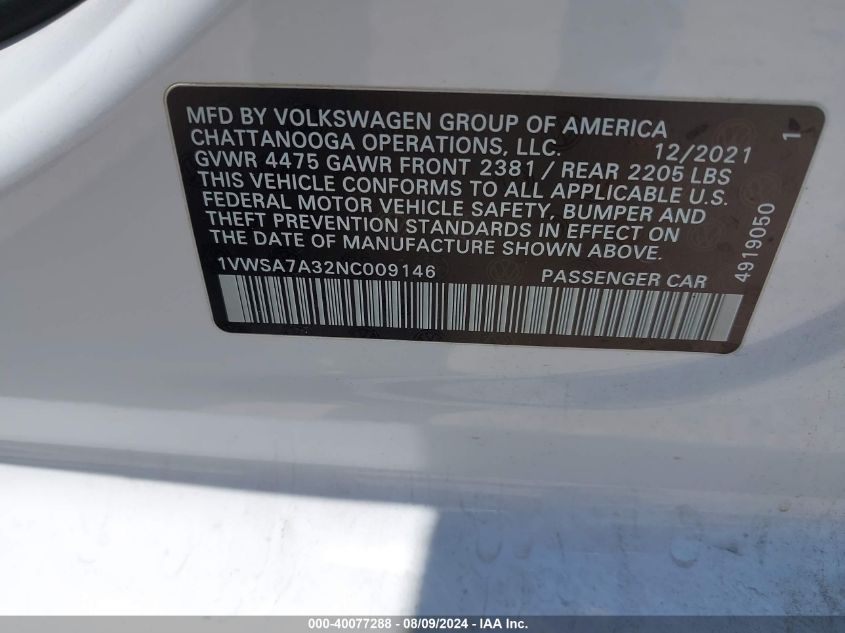 MFD BY VOLKSWAGEN GROUP OF AMERICA
CHATTANOOGA OPERATIONS, LLC. 12/2021 1
GVWR 4475 GAWR FRONT 2381 / REAR 2205 LBS
THIS VEHICLE CONFORMS TO ALL APPLICABLE U.S.
FEDERAL MOTOR VEHICLE SAFETY, BUMPER AND
THEFT PREVENTION STANDARDS IN EFFECT ON
THE DATE OF MANUFACTURE SHOWN ABOVE.
1VWSA7A32NC009146 PASSENGER CAR
4919050
000-40077288 - 08/09/2024 - IAA Inc.